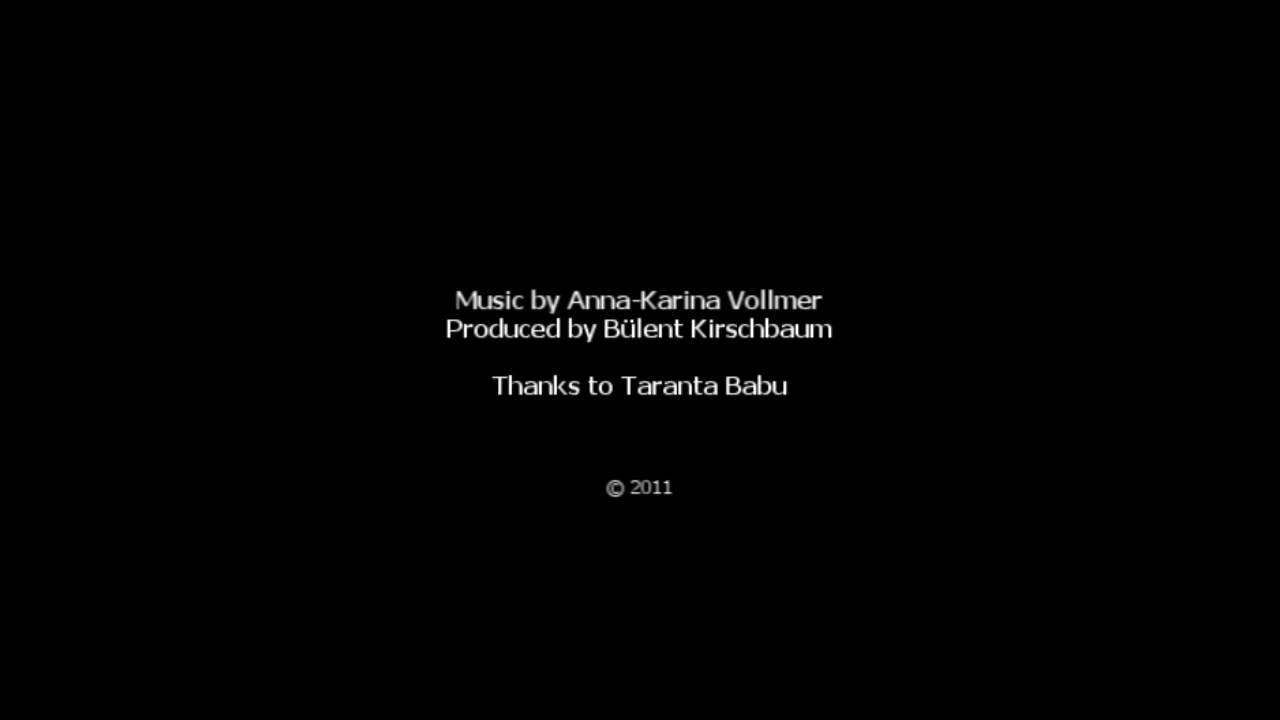 Music by Anna-Karina Vollmer
Produced by Bülent Kirschbaum
Thanks to Taranta Babu
© 2011